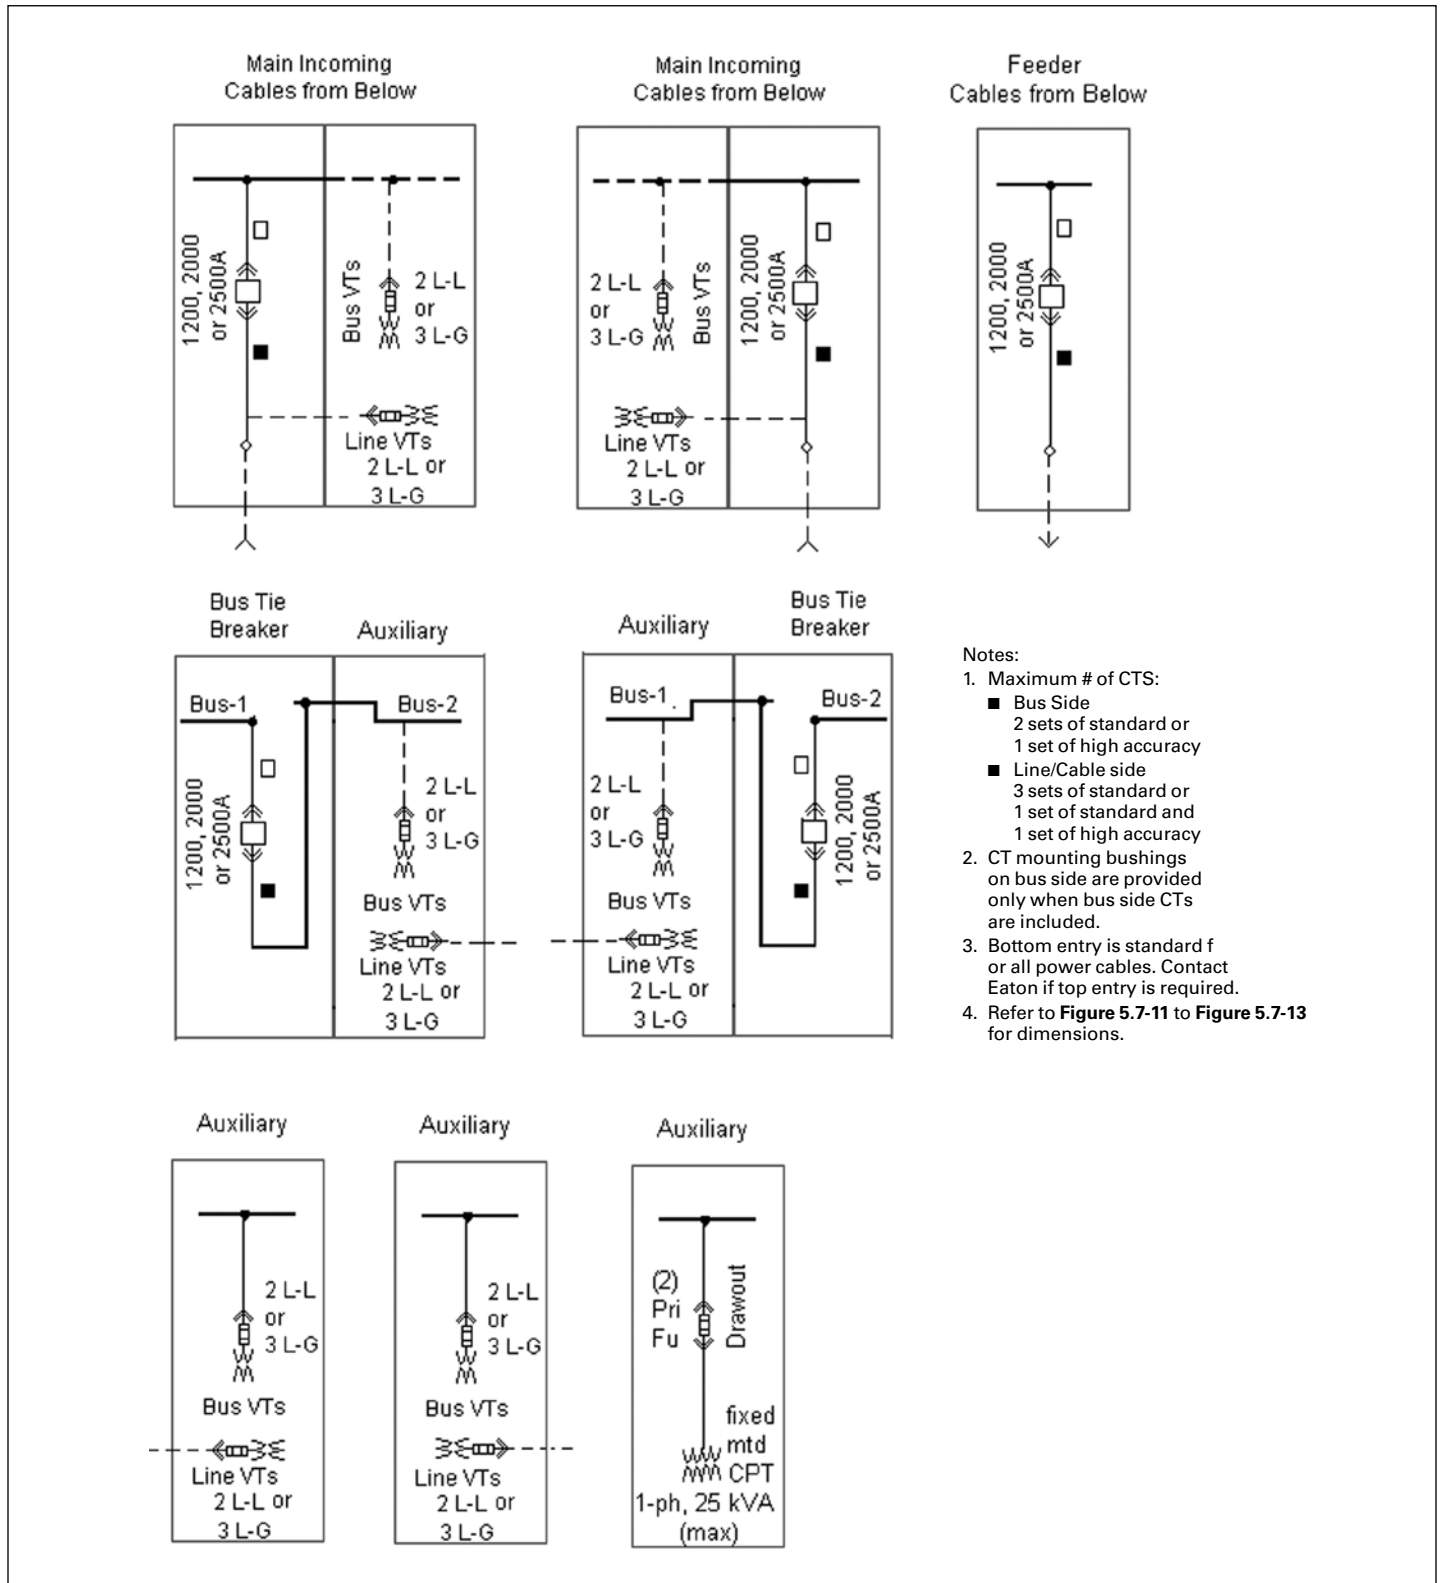 Main Incoming
Cables from Below
1200, 2000
or 2500A
Bus VTs
2 L-L
or
3 L-G
Line VTs
2 L-L or
3 L-G
Main Incoming
Cables from Below
2 L-L
or
3 L-G
Bus VTs
1200, 2000
or 2500A
Line VTs
2 L-L or
3 L-G
Feeder
Cables from Below
1200, 2000
or 2500A
Bus Tie
Breaker
Auxiliary
Bus-1
Bus-2
1200, 2000
or 2500A
2 L-L
or
3 L-G
Bus VTs
Line VTs
2 L-L or
3 L-G
Auxiliary
Bus Tie
Breaker
Bus-1
Bus-2
2 L-L
or
3 L-G
1200, 2000
or 2500A
Bus VTs
Line VTs
2 L-L or
3 L-G
Notes:
1. Maximum # of CTS:
■ Bus Side
2 sets of standard or
1 set of high accuracy
■ Line/Cable side
3 sets of standard or
1 set of standard and
1 set of high accuracy
2. CT mounting bushings
on bus side are provided
only when bus side CTs
are included.
3. Bottom entry is standard f
or all power cables. Contact
Eaton if top entry is required.
4. Refer to Figure 5.7-11 to Figure 5.7-13
for dimensions.
Auxiliary
2 L-L
or
3 L-G
Bus VTs
Line VTs
2 L-L or
3 L-G
Auxiliary
2 L-L
or
3 L-G
Bus VTs
Line VTs
2 L-L or
3 L-G
Auxiliary
(2)
Pri
Fu
Drawout
fixed
mtd
CPT
1-ph, 25 kVA
(max)